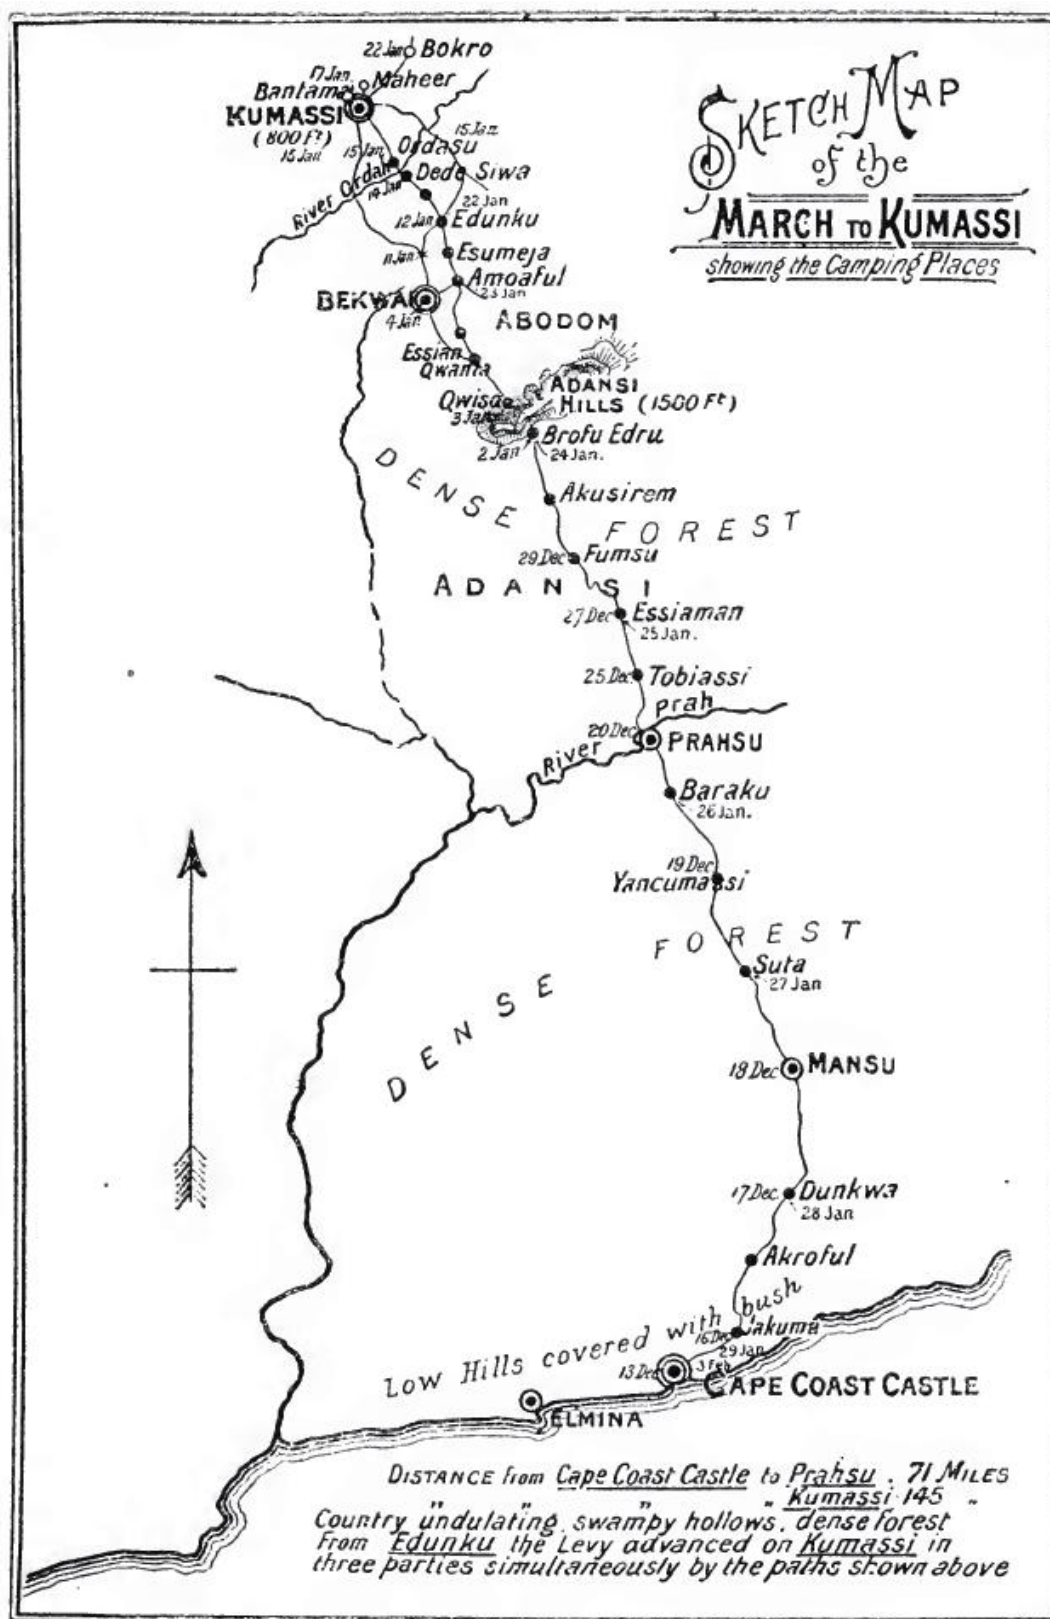 SKETCH MAP
of the
MARCH TO KUMASSI
showing the Camping Places
22 Jan Bokro
17 Jan. Maheer
Bantama
KUMASSI
(800 Ft)
15 Jan
15 Jan Ordasu
15 Jan
River Ordah
14 Jan Dede Siwa
22 Jan
12 Jan Edunku
11 Jan Esumeja
Amoaful
23 Jan
BEKWAI
4 Jan
ABODOM
Essian
Qwanta
ADANSI
HILLS (1500 Ft)
Qwisa
3 Jan
Brofu Edru
2 Jan 24 Jan.
DENSE FOREST
Akusirem
29 Dec Fumsu
ADANSI
27 Dec Essiaman
25 Jan.
25 Dec. Tobiassi
River Prah
20 Dec PRAHSU
Baraku
26 Jan.
19 Dec
Yancumassi
DENSE FOREST
Suta
27 Jan
18 Dec MANSU
17 Dec. Dunkwa
28 Jan
Akroful
Low Hills covered with bush
16 Dec Jakuma
29 Jan
13 Dec 3 Feb
CAPE COAST CASTLE
ELMINA
DISTANCE from Cape Coast Castle to Prahsu . 71 MILES
" " " " Kumassi 145 "
Country undulating, swampy hollows, dense forest
From Edunku the Levy advanced on Kumassi in
three parties simultaneously by the paths shown above